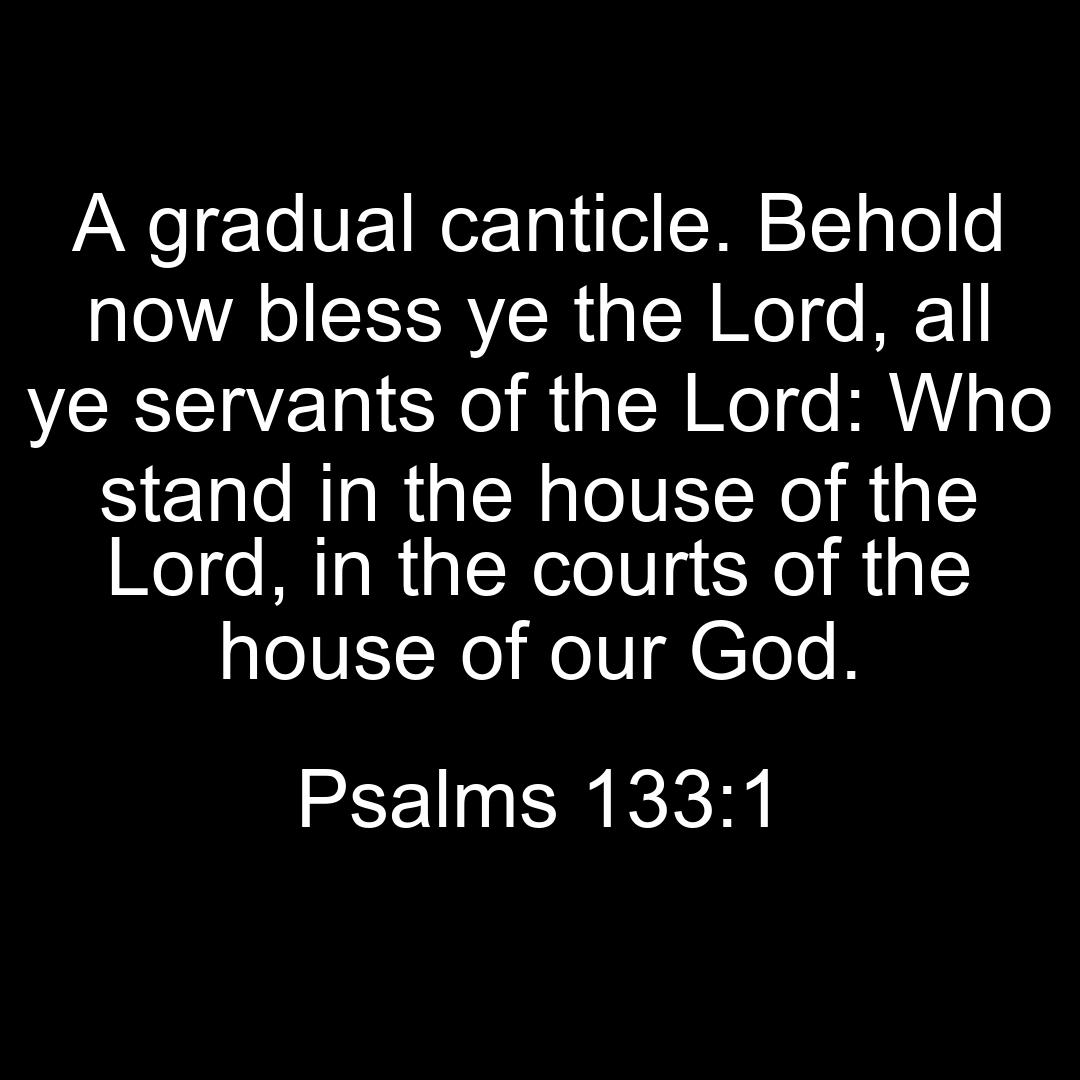 A gradual canticle. Behold
now bless ye the Lord, all
ye servants of the Lord: Who
stand in the house of the
Lord, in the courts of the
house of our God.
Psalms 133:1